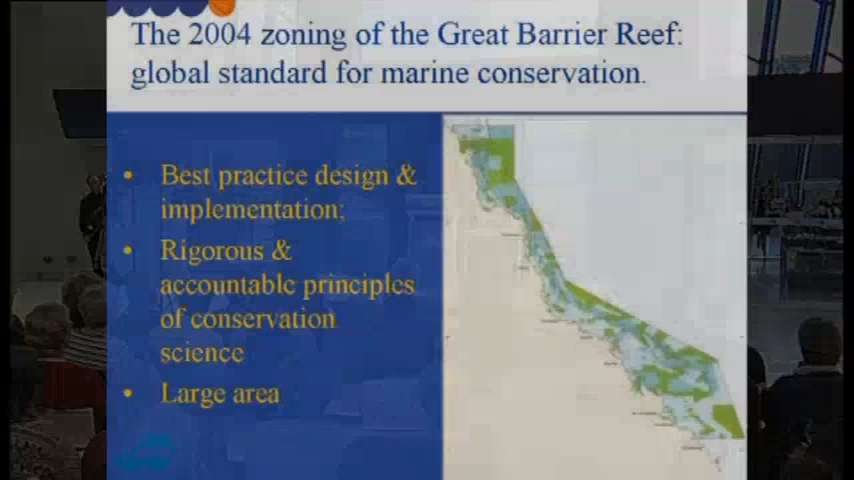 The 2004 zoning of the Great Barrier Reef:
global standard for marine conservation.
• Best practice design &
implementation;
• Rigorous &
accountable principles
of conservation
science
• Large area